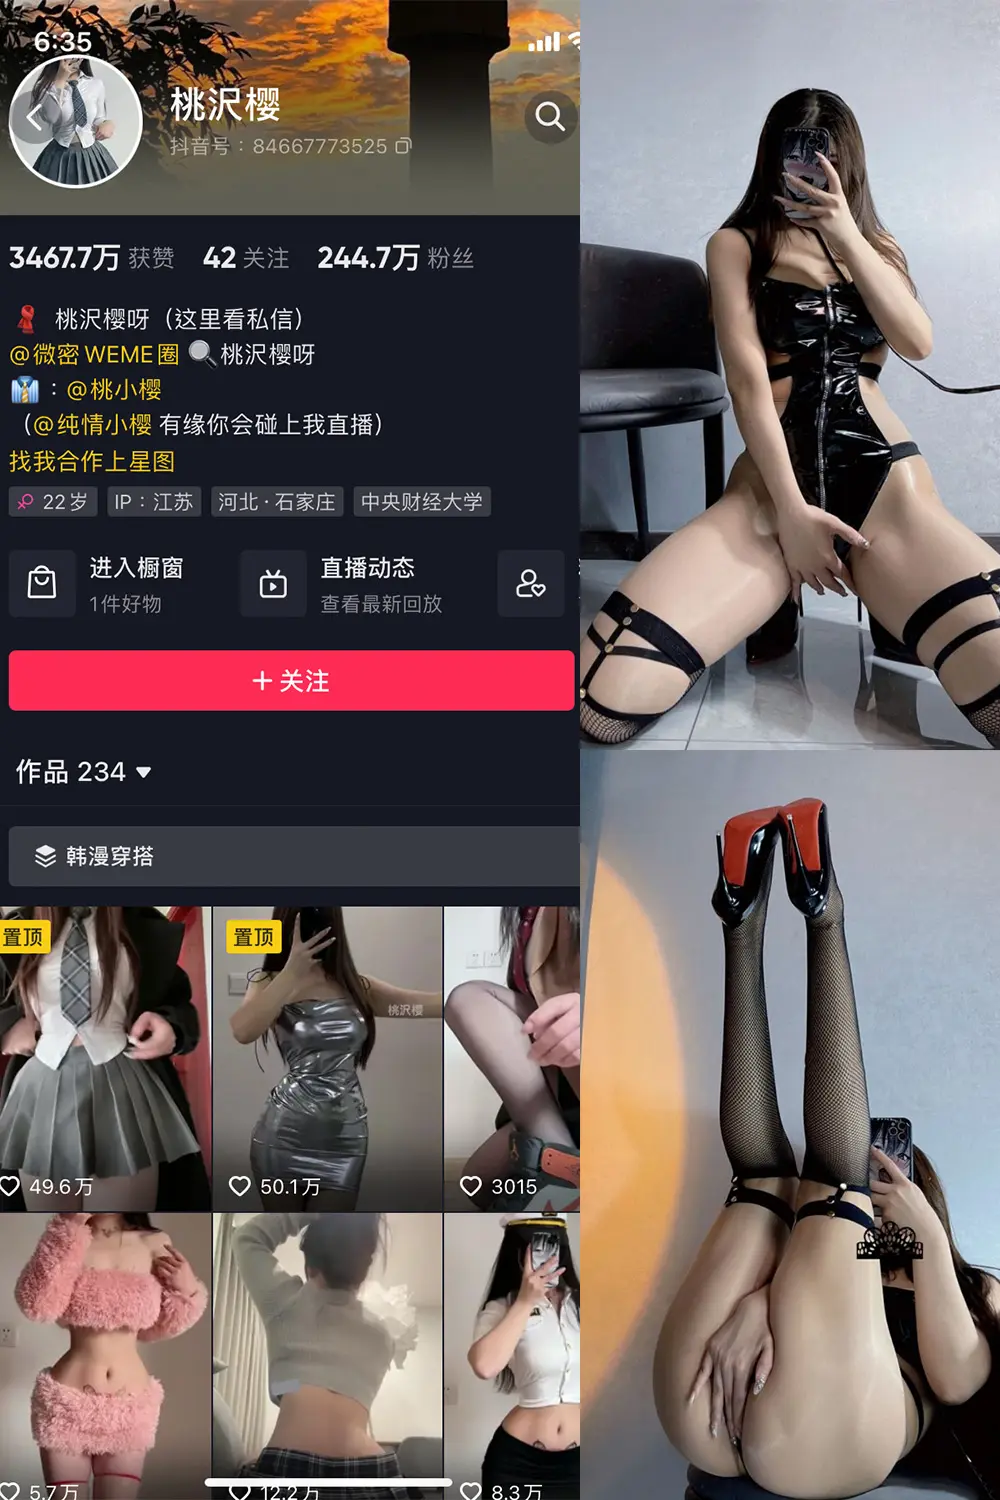 6:35
桃沢樱
抖音号：84667773525
3467.7万 获赞 42 关注 244.7万 粉丝
桃沢樱呀（这里看私信）
@微密 WEME圈 桃沢樱呀
：@桃小樱
（@纯情小樱 有缘你会碰上我直播）
找我合作上星图
22岁 IP：江苏 河北·石家庄 中央财经大学
进入橱窗 直播动态
1件好物 查看最新回放
+ 关注
作品 234
韩漫穿搭
置顶 置顶
桃沢樱
49.6万 50.1万 3015
5.7万 12.2万 8.3万